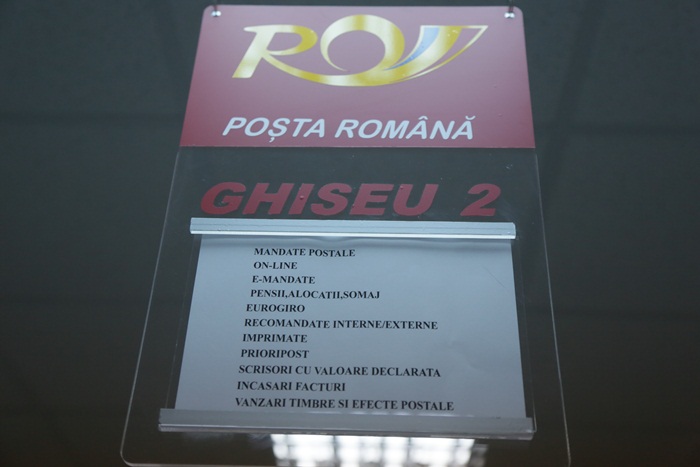 RO
POȘTA ROMÂNĂ
GHISEU 2
MANDATE POSTALE
ON-LINE
E-MANDATE
PENSII,ALOCATII,SOMAJ
EUROGIRO
RECOMANDATE INTERNE/EXTERNE
IMPRIMATE
PRIORIPOST
SCRISORI CU VALOARE DECLARATA
INCASARI FACTURI
VANZARI TIMBRE SI EFECTE POSTALE